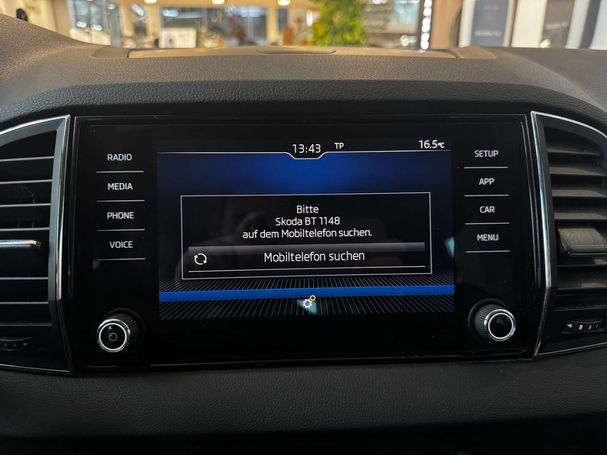 13:43 TP 16.5°C
RADIO
MEDIA
PHONE
VOICE
Bitte
Skoda BT 1148
auf dem Mobiltelefon suchen.
Mobiltelefon suchen
SETUP
APP
CAR
MENU